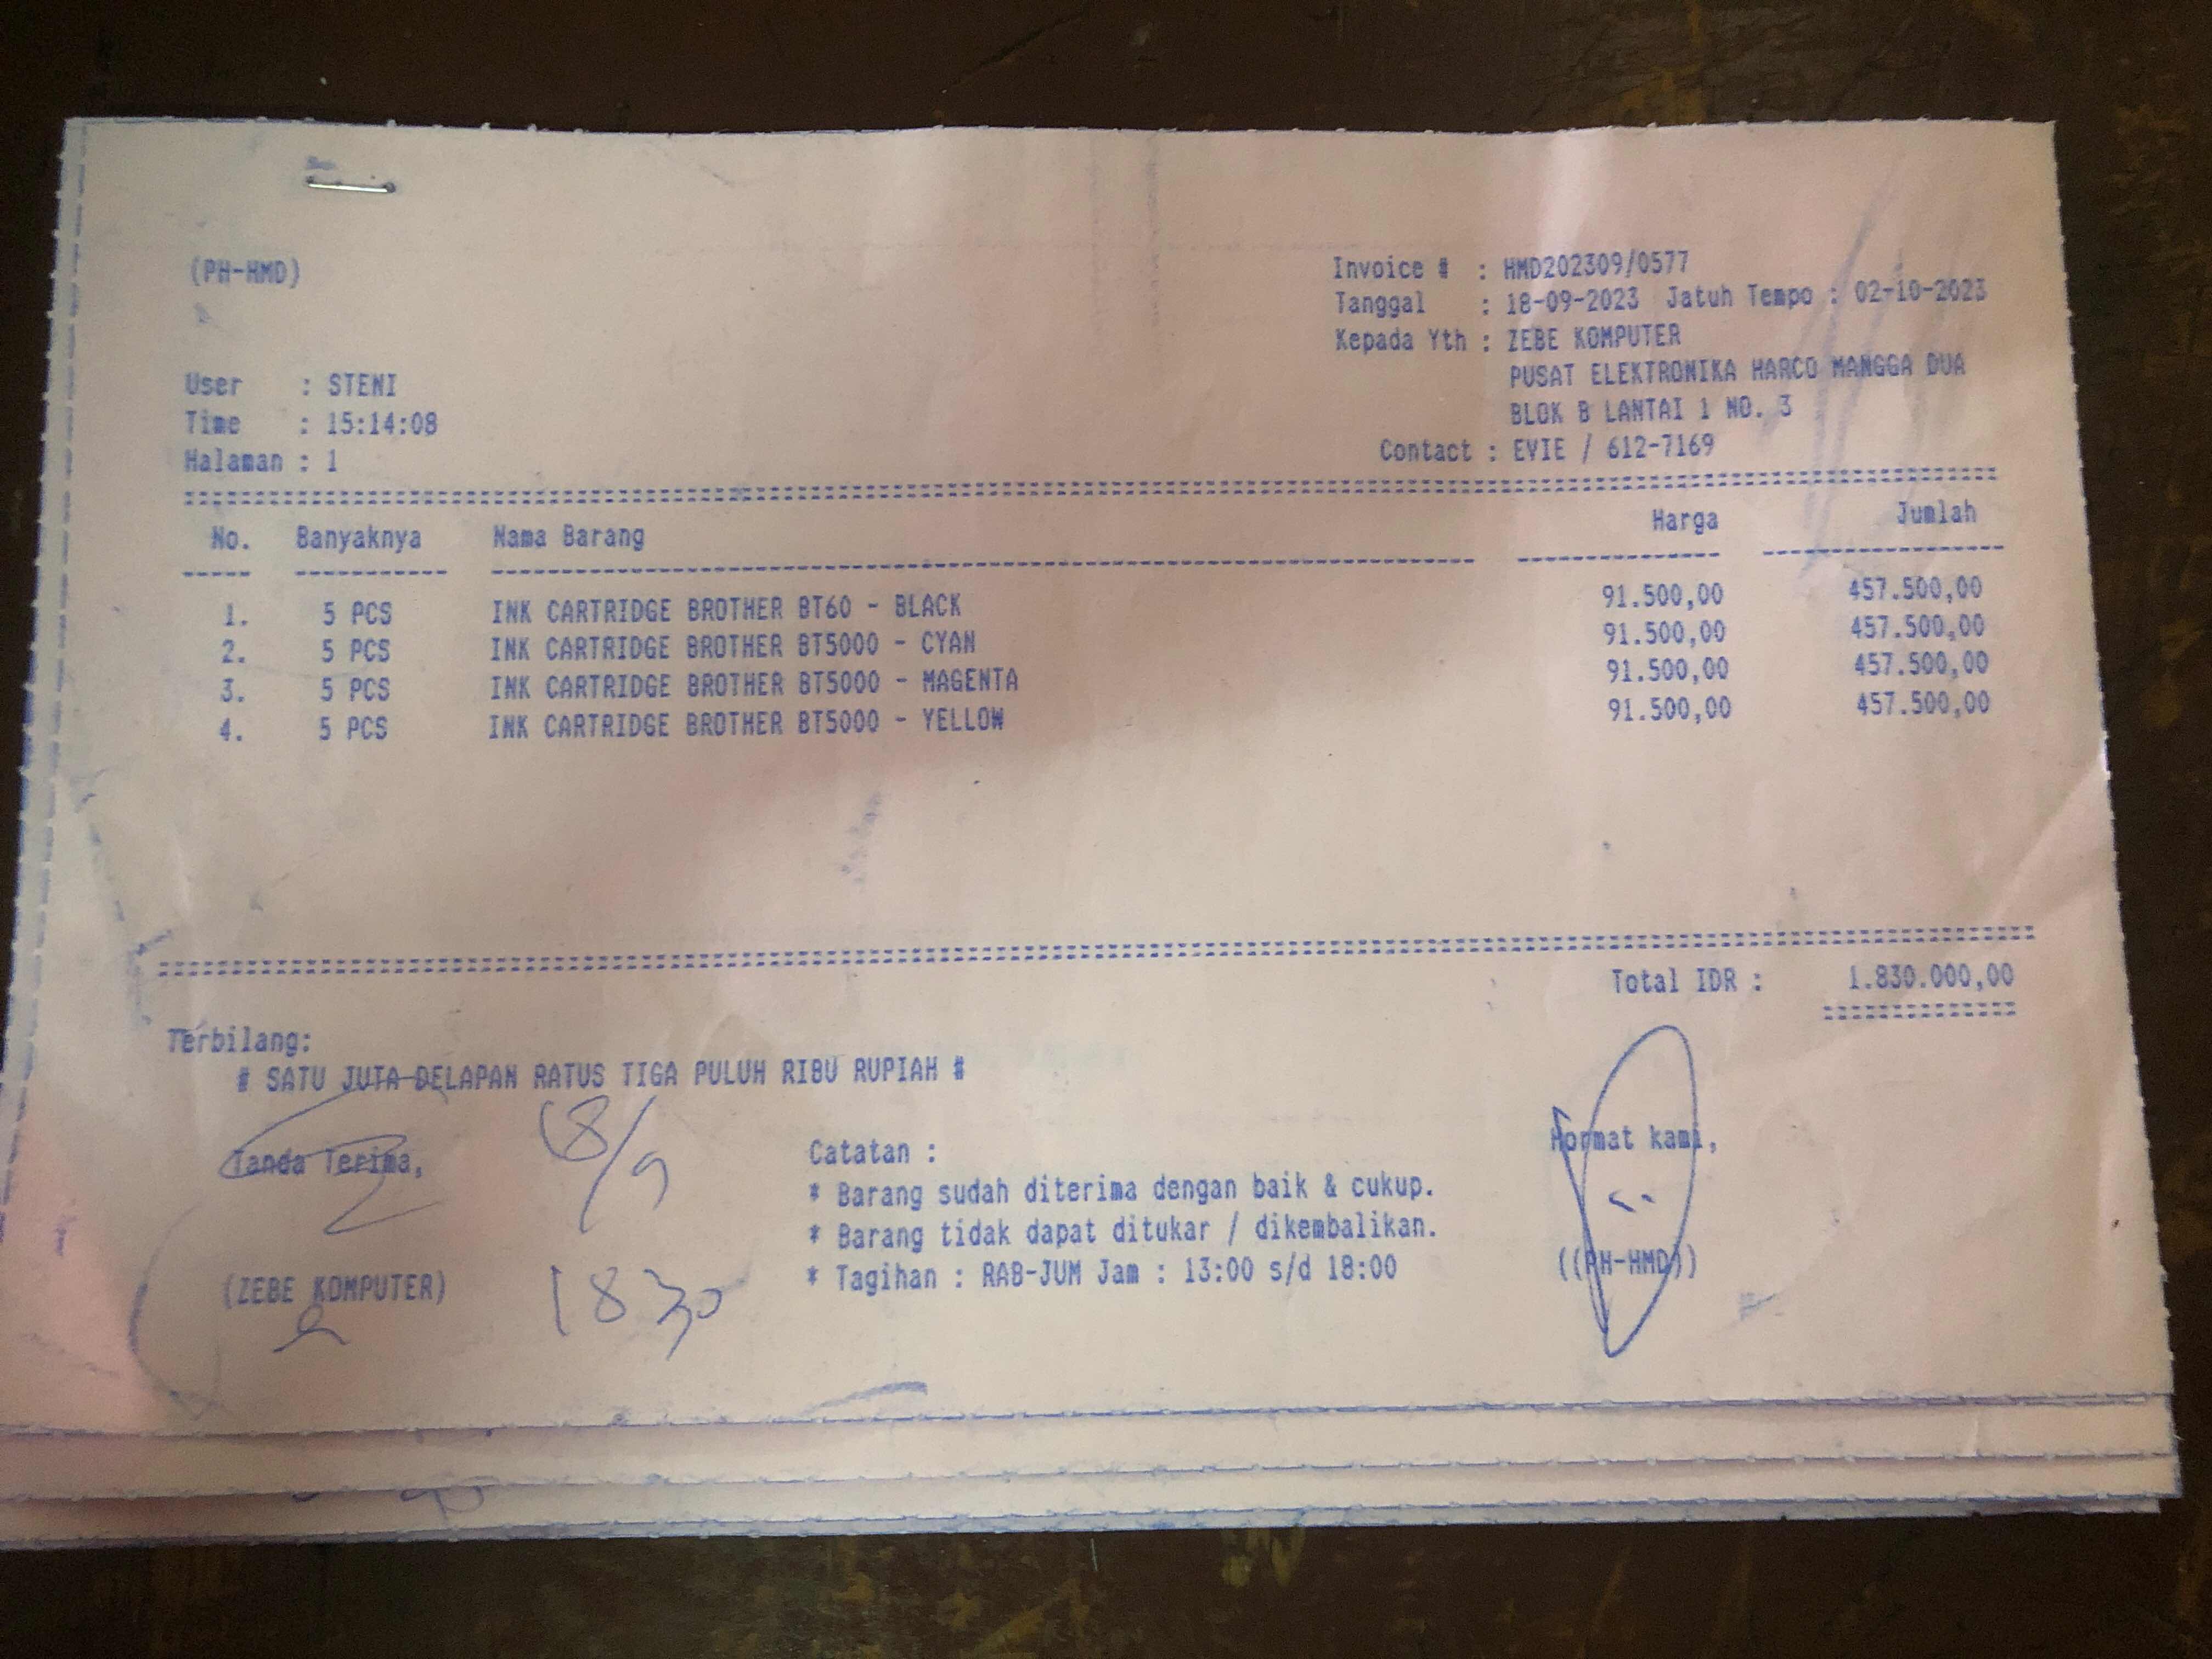 (PH-HMD)
Invoice # : HMD202309/0577
Tanggal : 18-09-2023 Jatuh Tempo : 02-10-2023
Kepada Yth : ZEBE KOMPUTER
PUSAT ELEKTRONIKA HARCO MANGGA DUA
BLOK B LANTAI 1 NO. 3
Contact : EVIE / 612-7169
User : STENI
Time : 15:14:08
Halaman : 1
No. Banyaknya Nama Barang Harga Jumlah
1. 5 PCS INK CARTRIDGE BROTHER BT60 - BLACK 91.500,00 457.500,00
2. 5 PCS INK CARTRIDGE BROTHER BT5000 - CYAN 91.500,00 457.500,00
3. 5 PCS INK CARTRIDGE BROTHER BT5000 - MAGENTA 91.500,00 457.500,00
4. 5 PCS INK CARTRIDGE BROTHER BT5000 - YELLOW 91.500,00 457.500,00
Total IDR : 1.830.000,00
Terbilang:
# SATU JUTA DELAPAN RATUS TIGA PULUH RIBU RUPIAH #
Tanda Terima,
18/9
(ZEBE KOMPUTER)
1830
Catatan :
* Barang sudah diterima dengan baik & cukup.
* Barang tidak dapat ditukar / dikembalikan.
* Tagihan : RAB-JUM Jam : 13:00 s/d 18:00
Hormat kami,
((PH-HMD))